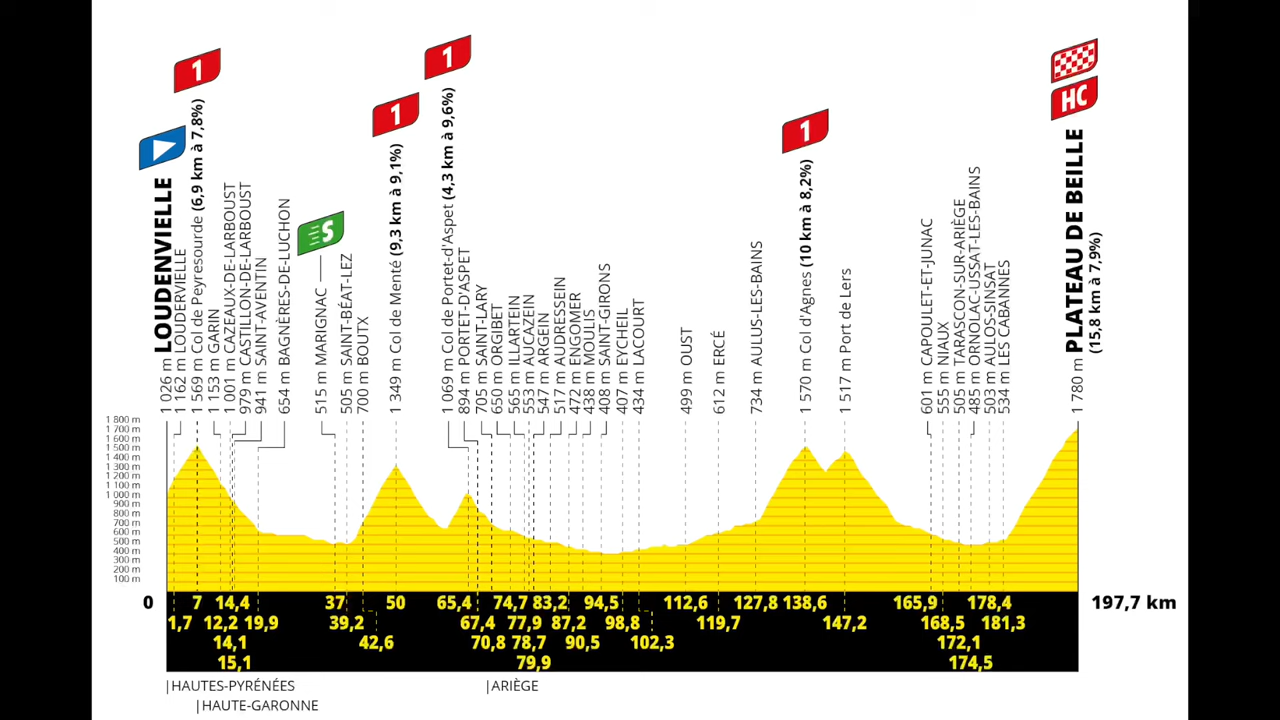 1
1
1
1
HC
S
LOUDENVIELLE
1 026 m
1 162 m LOUDERVIELLE
1 569 m Col de Peyresourde (6,9 km à 7,8%)
1 153 m GARIN
1 001 m CAZEAUX-DE-LARBOUST
979 m CASTILLON-DE-LARBOUST
941 m SAINT-AVENTIN
654 m BAGNÈRES-DE-LUCHON
515 m MARIGNAC
505 m SAINT-BÉAT-LEZ
700 m BOUTX
1 349 m Col de Menté (9,3 km à 9,1%)
1 069 m Col de Portet-d'Aspet (4,3 km à 9,6%)
894 m PORTET-D'ASPET
705 m SAINT-LARY
650 m ORGIBET
565 m ILLARTEIN
553 m AUCAZEIN
547 m ARGEIN
517 m AUDRESSEIN
472 m ENGOMER
438 m MOULIS
408 m SAINT-GIRONS
407 m EYCHEIL
434 m LACOURT
499 m OUST
612 m ERCÉ
734 m AULUS-LES-BAINS
1 570 m Col d'Agnes (10 km à 8,2%)
1 517 m Port de Lers
601 m CAPOULET-ET-JUNAC
555 m NIAUX
505 m TARASCON-SUR-ARIÈGE
485 m ORNOLAC-USSAT-LES-BAINS
503 m AULOS-SINSAT
534 m LES CABANNES
1 780 m PLATEAU DE BEILLE
(15,8 km à 7,9%)
1 800 m
1 700 m
1 600 m
1 500 m
1 400 m
1 300 m
1 200 m
1 100 m
1 000 m
900 m
800 m
700 m
600 m
500 m
400 m
300 m
200 m
100 m
0 7 14,4 37 50 65,4 74,7 83,2 94,5 112,6 127,8 138,6 165,9 178,4 197,7 km
1,7 12,2 19,9 39,2 67,4 77,9 87,2 98,8 119,7 147,2 168,5 181,3
14,1 42,6 70,8 78,7 90,5 102,3 172,1
15,1 79,9 174,5
|HAUTES-PYRÉNÉES |ARIÈGE
|HAUTE-GARONNE